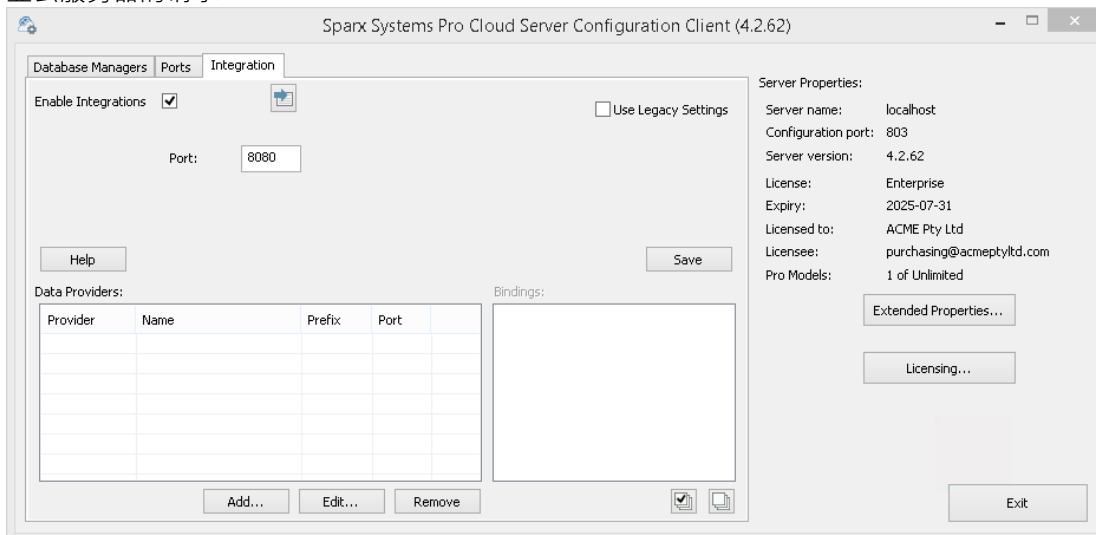 Sparx Systems Pro Cloud Server Configuration Client (4.2.62)
Database Managers Ports Integration
Enable Integrations
Use Legacy Settings
Port: 8080
Help
Save
Data Providers:
Bindings:
Provider Name Prefix Port
Add... Edit... Remove
Server Properties:
Server name: localhost
Configuration port: 803
Server version: 4.2.62
License: Enterprise
Expiry: 2025-07-31
Licensed to: ACME Pty Ltd
Licensee: purchasing@acmeptyltd.com
Pro Models: 1 of Unlimited
Extended Properties...
Licensing...
Exit